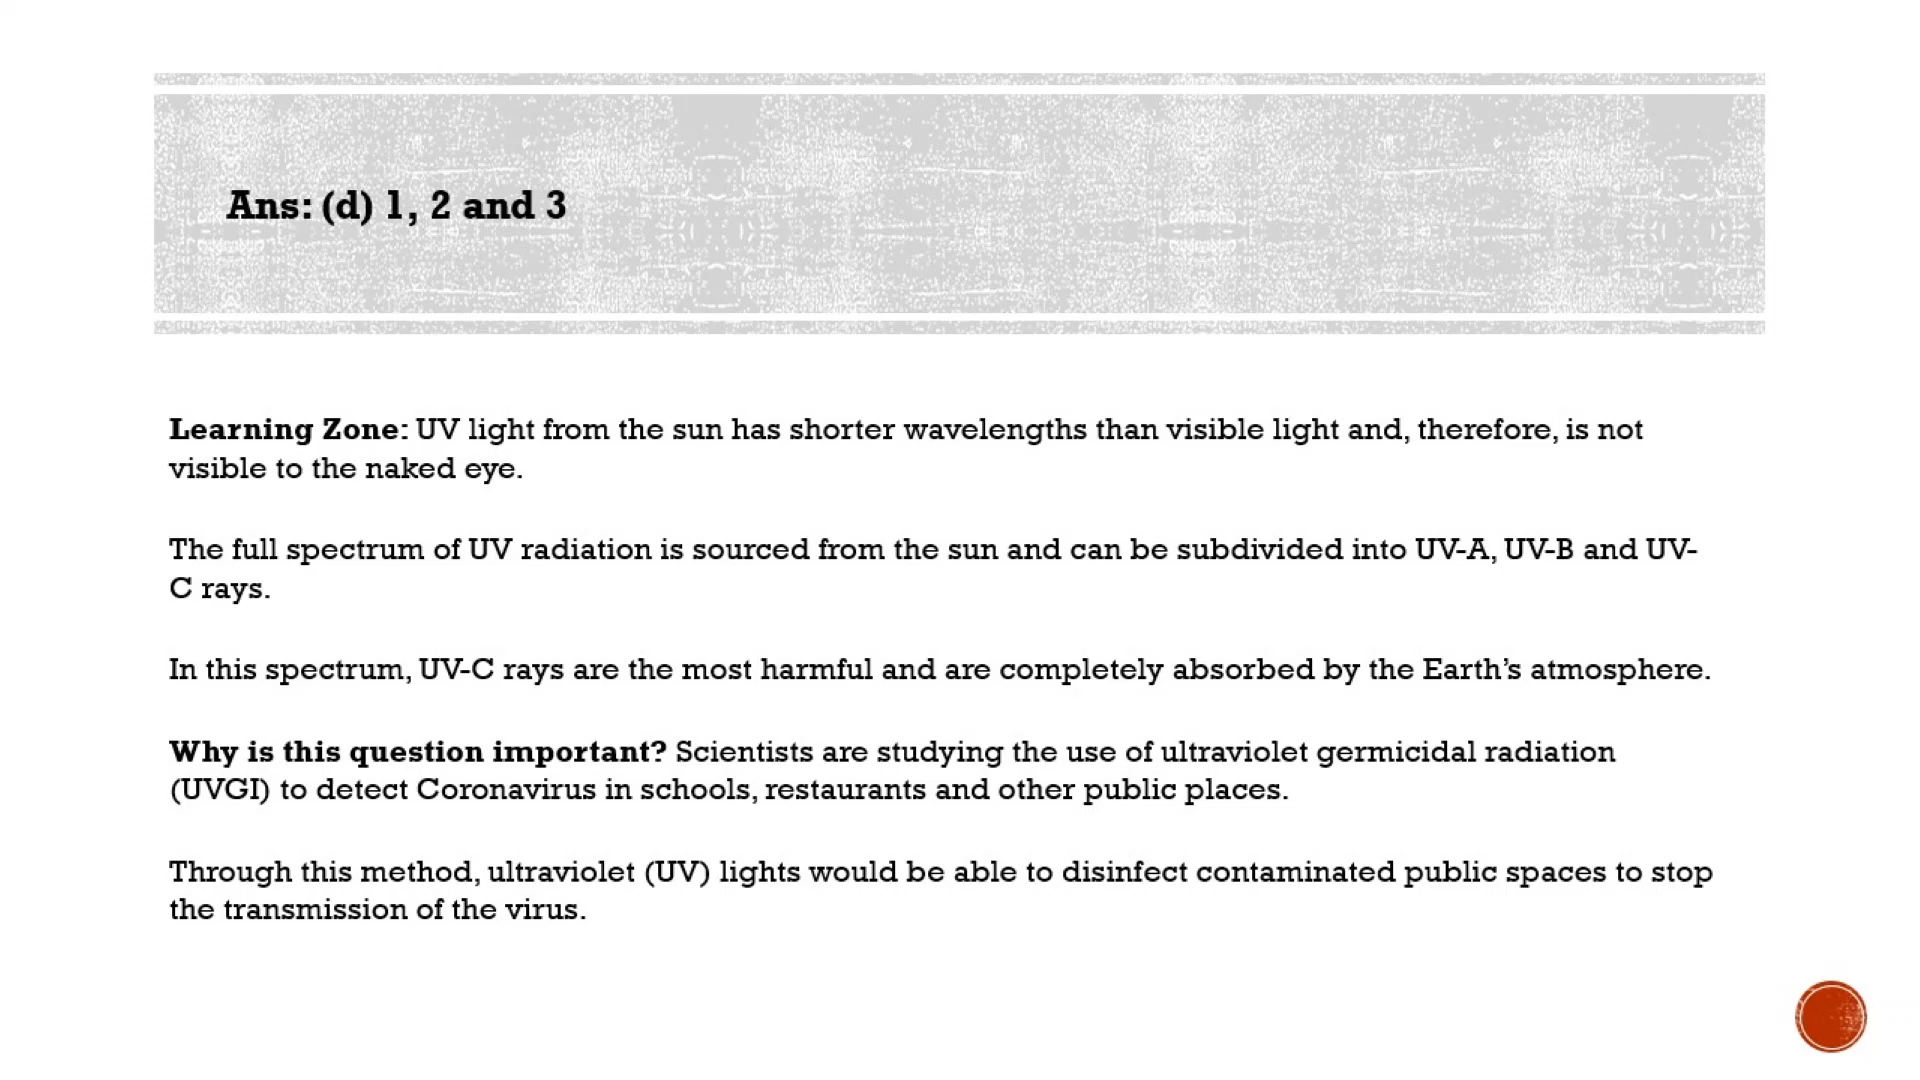 Ans: (d) 1, 2 and 3
Learning Zone: UV light from the sun has shorter wavelengths than visible light and, therefore, is not
visible to the naked eye.
The full spectrum of UV radiation is sourced from the sun and can be subdivided into UV-A, UV-B and UV-
C rays.
In this spectrum, UV-C rays are the most harmful and are completely absorbed by the Earth’s atmosphere.
Why is this question important? Scientists are studying the use of ultraviolet germicidal radiation
(UVGI) to detect Coronavirus in schools, restaurants and other public places.
Through this method, ultraviolet (UV) lights would be able to disinfect contaminated public spaces to stop
the transmission of the virus.